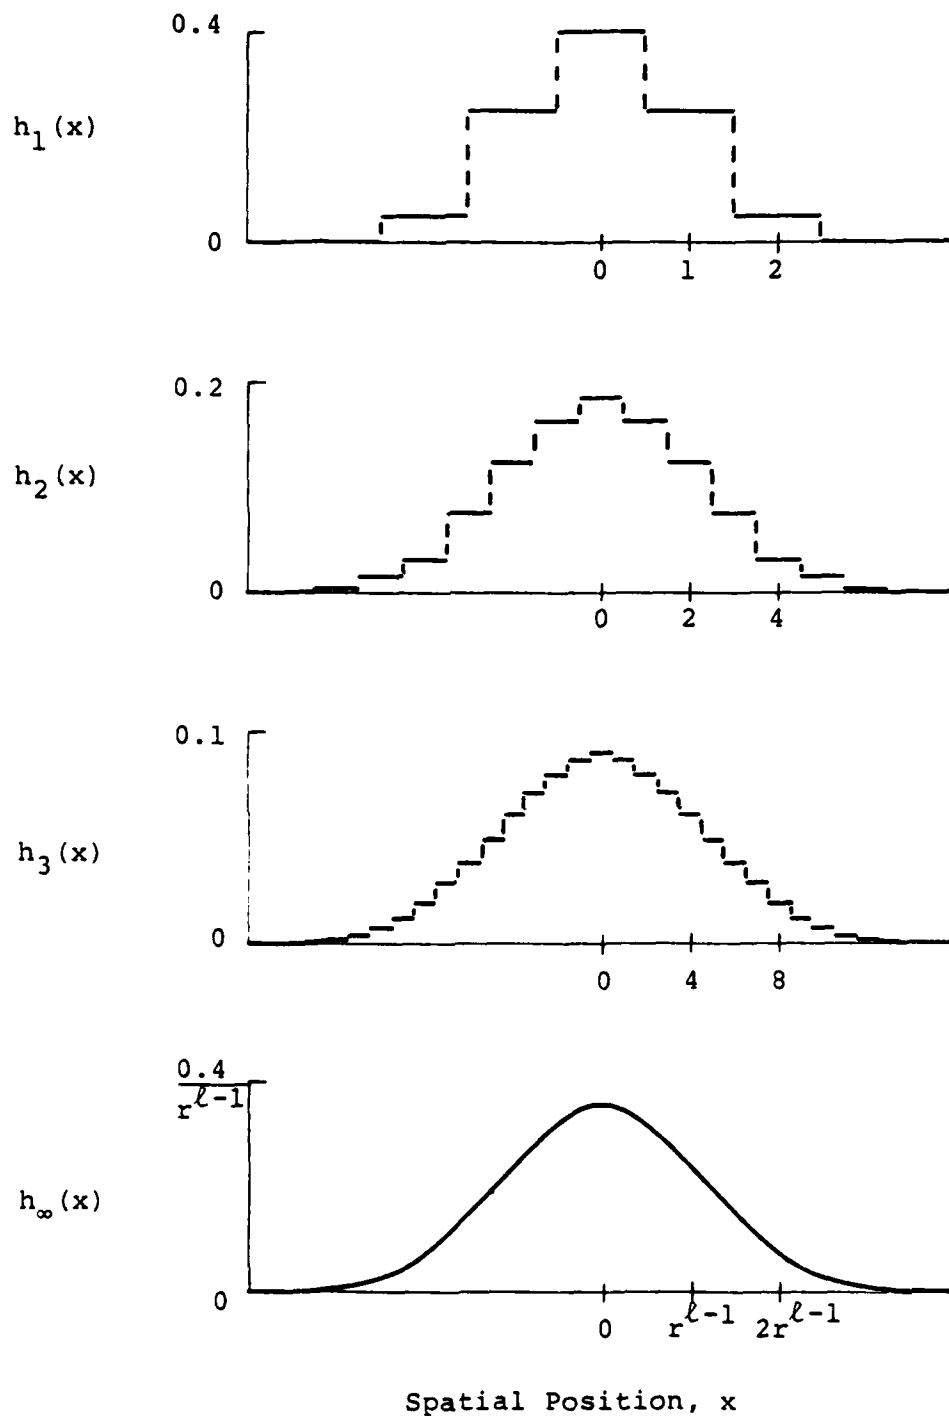 0.4
h₁(x)
0
0 1 2
0.2
h₂(x)
0
0 2 4
0.1
h₃(x)
0
0 4 8
0.4
r^ℓ-1
h∞(x)
0
0 r^ℓ-1 2r^ℓ-1
Spatial Position, x